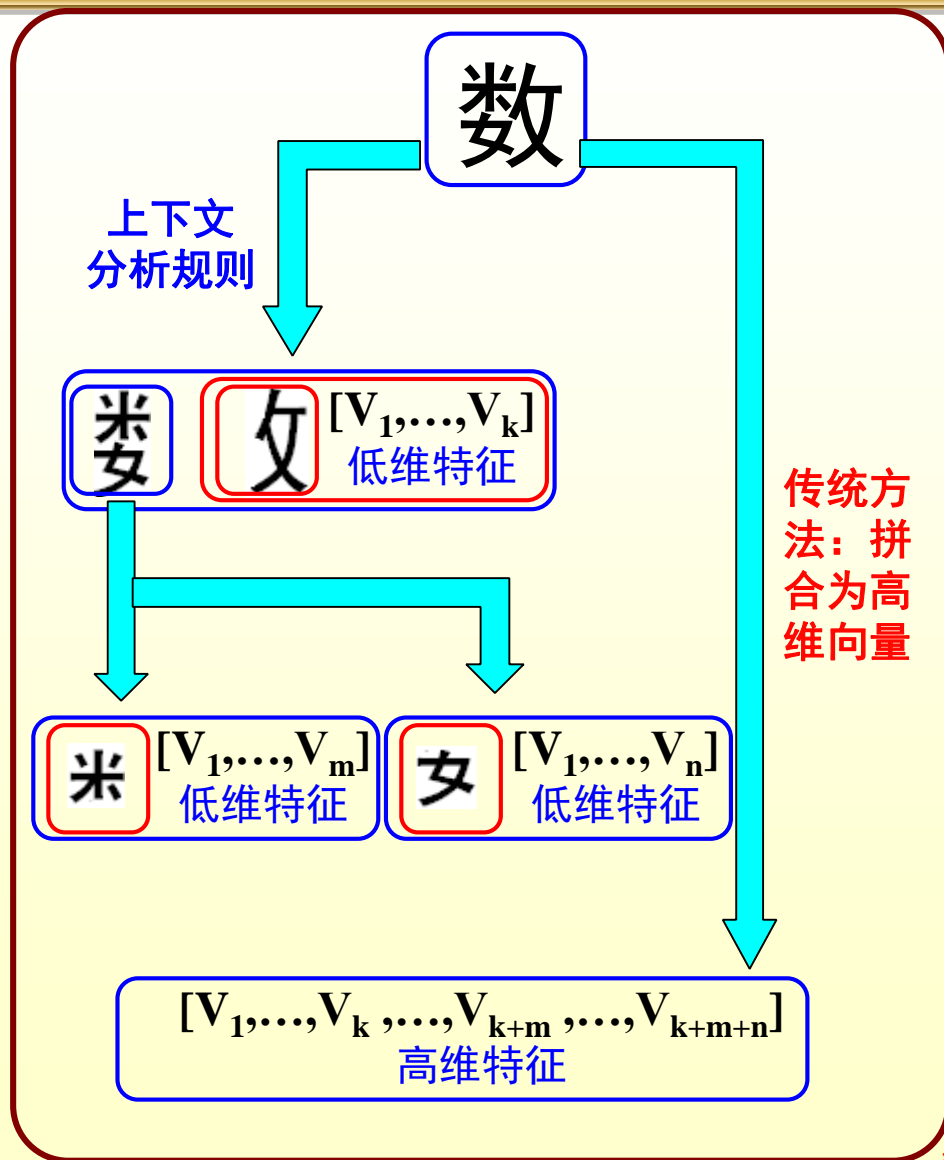 数
上下文
分析规则
娄 攵 [V₁,…,Vₖ]
低维特征
传统方
法：拼
合为高
维向量
米 [V₁,…,Vₘ]
低维特征
女 [V₁,…,Vₙ]
低维特征
[V₁,…,Vₖ ,…,Vₖ₊ₘ ,…,Vₖ₊ₘ₊ₙ]
高维特征